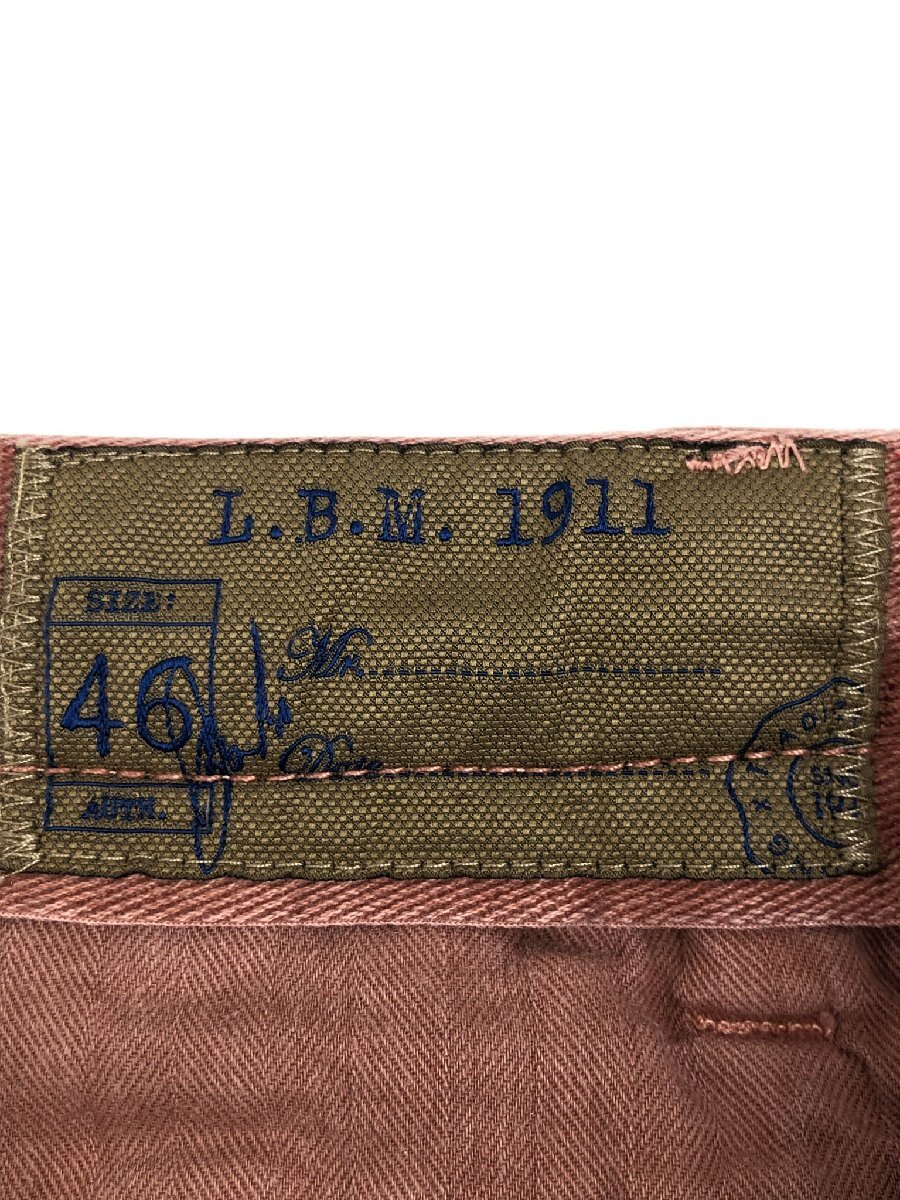 L.B.M. 1911
SIZE:
46
AUTH.
Mr.
Date